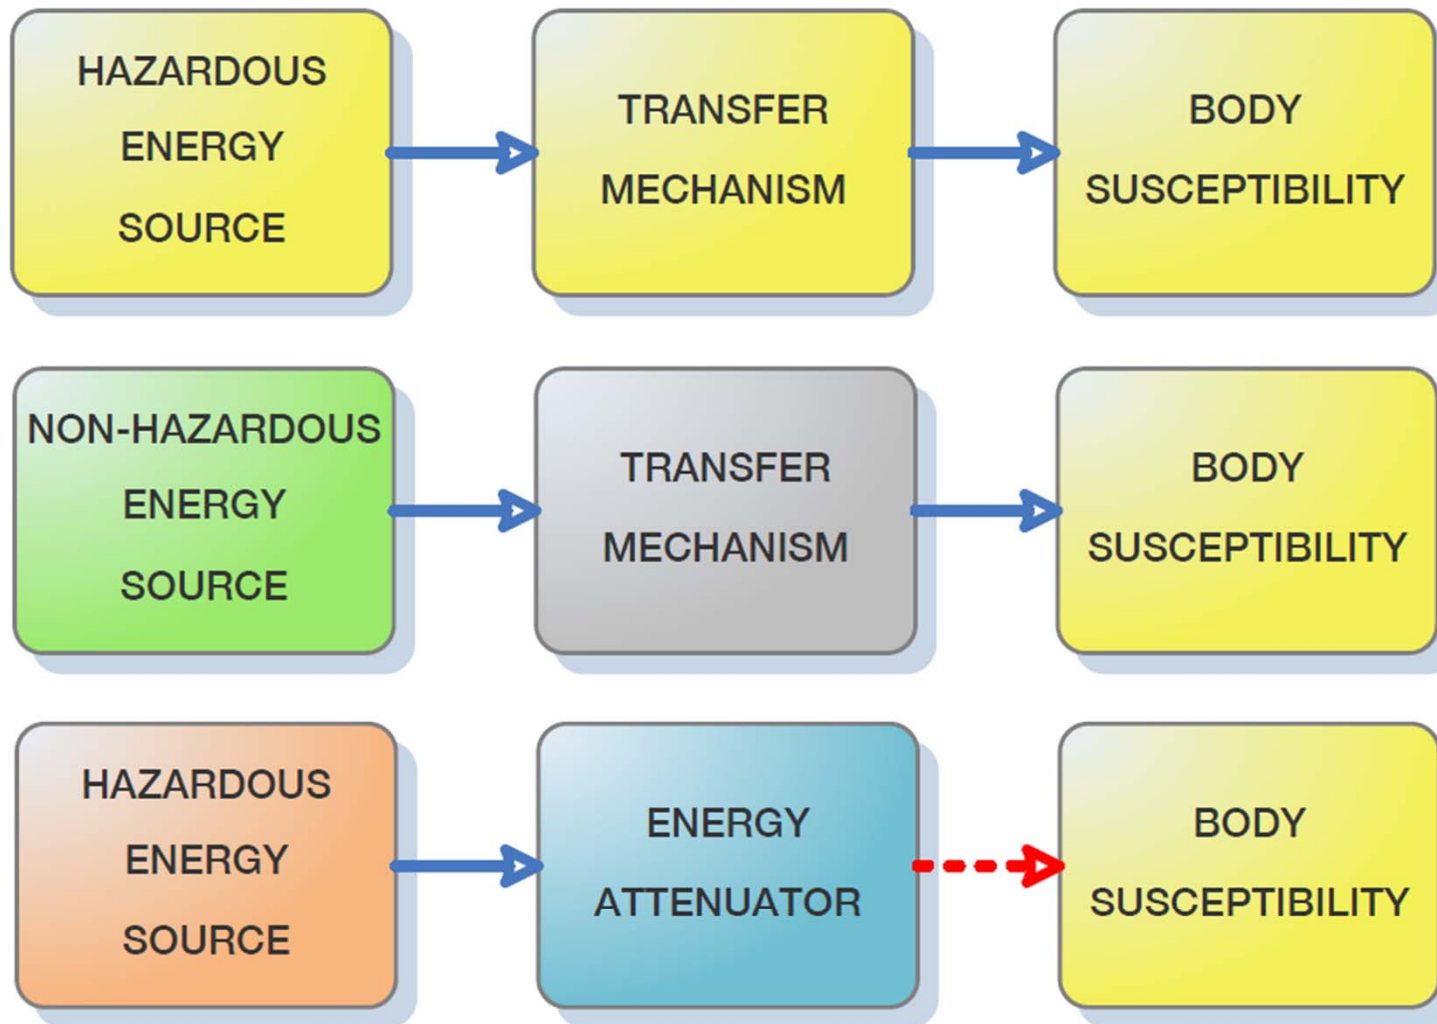 HAZARDOUS
ENERGY
SOURCE
TRANSFER
MECHANISM
BODY
SUSCEPTIBILITY
NON-HAZARDOUS
ENERGY
SOURCE
TRANSFER
MECHANISM
BODY
SUSCEPTIBILITY
HAZARDOUS
ENERGY
SOURCE
ENERGY
ATTENUATOR
BODY
SUSCEPTIBILITY